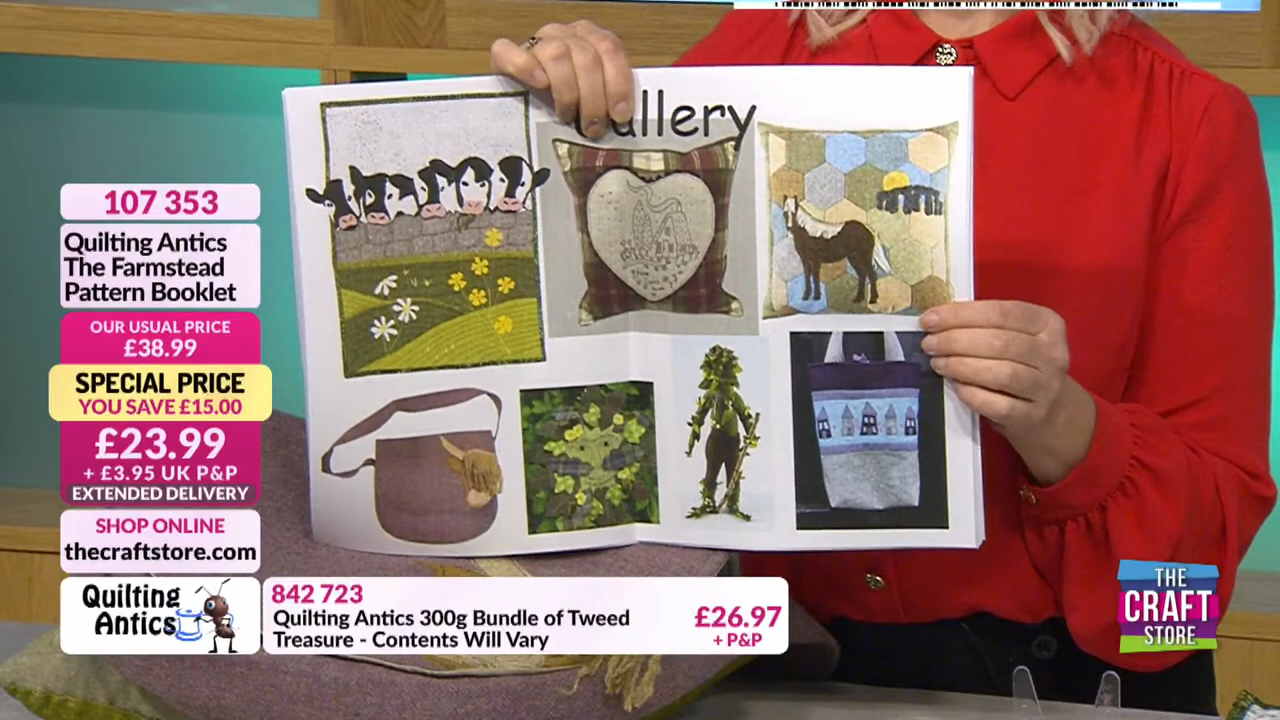 Gallery
107 353
Quilting Antics
The Farmstead
Pattern Booklet
OUR USUAL PRICE
£38.99
SPECIAL PRICE
YOU SAVE £15.00
£23.99
+ £3.95 UK P&P
EXTENDED DELIVERY
SHOP ONLINE
thecraftstore.com
Quilting
Antics
842 723
Quilting Antics 300g Bundle of Tweed
Treasure - Contents Will Vary
£26.97
+ P&P
THE
CRAFT
STORE